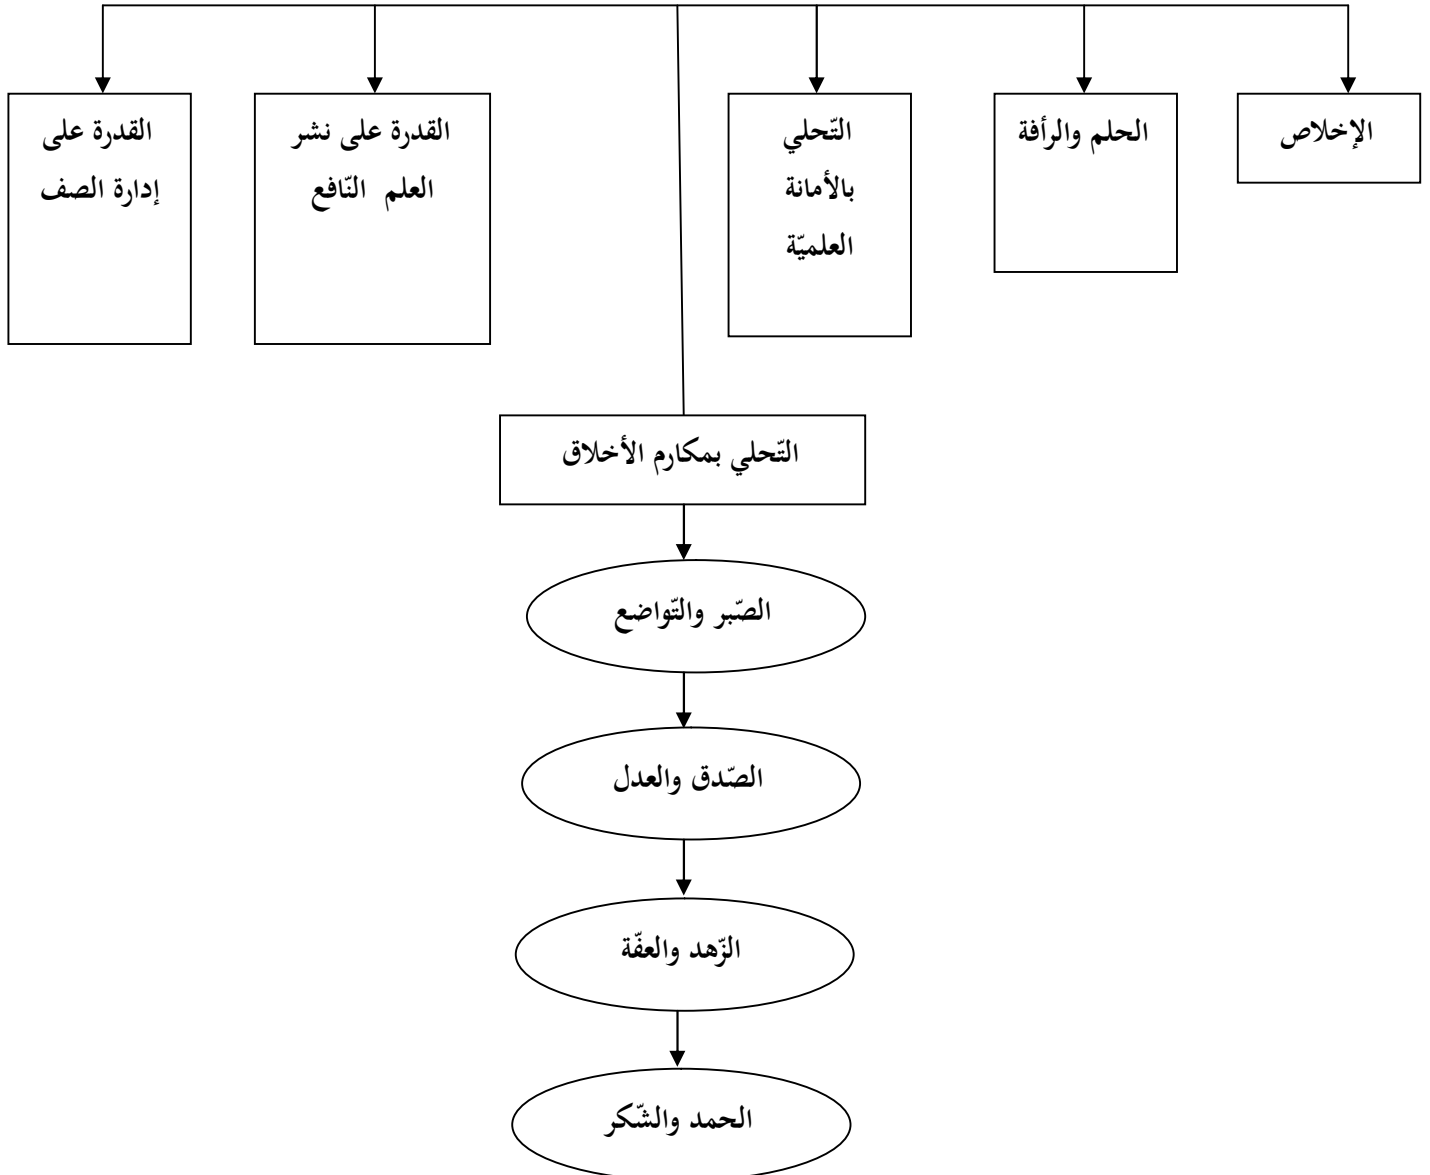 الإخلاص
الحلم والرأفة
التّحلي
بالأمانة
العلميّة
القدرة على نشر
العلم النّافع
القدرة على
إدارة الصف
التّحلي بمكارم الأخلاق
الصّبر والتّواضع
الصّدق والعدل
الزّهد والعفّة
الحمد والشّكر